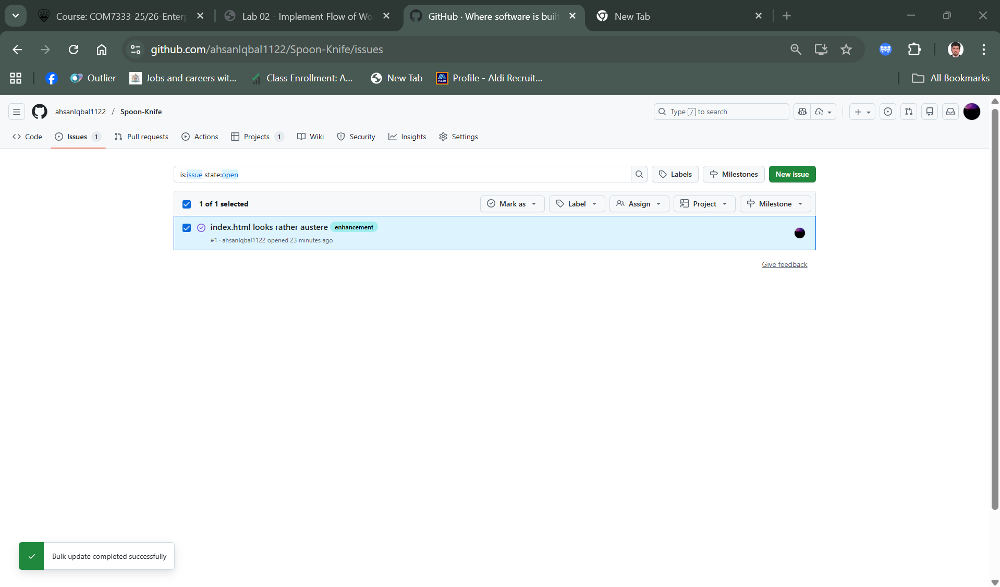 Course: COM7333-25/26-Enterp
Lab 02 - Implement Flow of Wo
GitHub · Where software is built
New Tab
github.com/ahsanIqbal1122/Spoon-Knife/issues
Outlier
Jobs and careers wit...
Class Enrollment: A...
New Tab
ALDI
Profile - Aldi Recruit...
All Bookmarks
ahsanIqbal1122 / Spoon-Knife
Type / to search
Code
Issues 1
Pull requests
Actions
Projects 1
Wiki
Security
Insights
Settings
is:issue state:open
Labels
Milestones
New issue
1 of 1 selected
Mark as
Label
Assign
Project
Milestone
index.html looks rather austere enhancement
#1 · ahsanIqbal1122 opened 23 minutes ago
Give feedback
Bulk update completed successfully